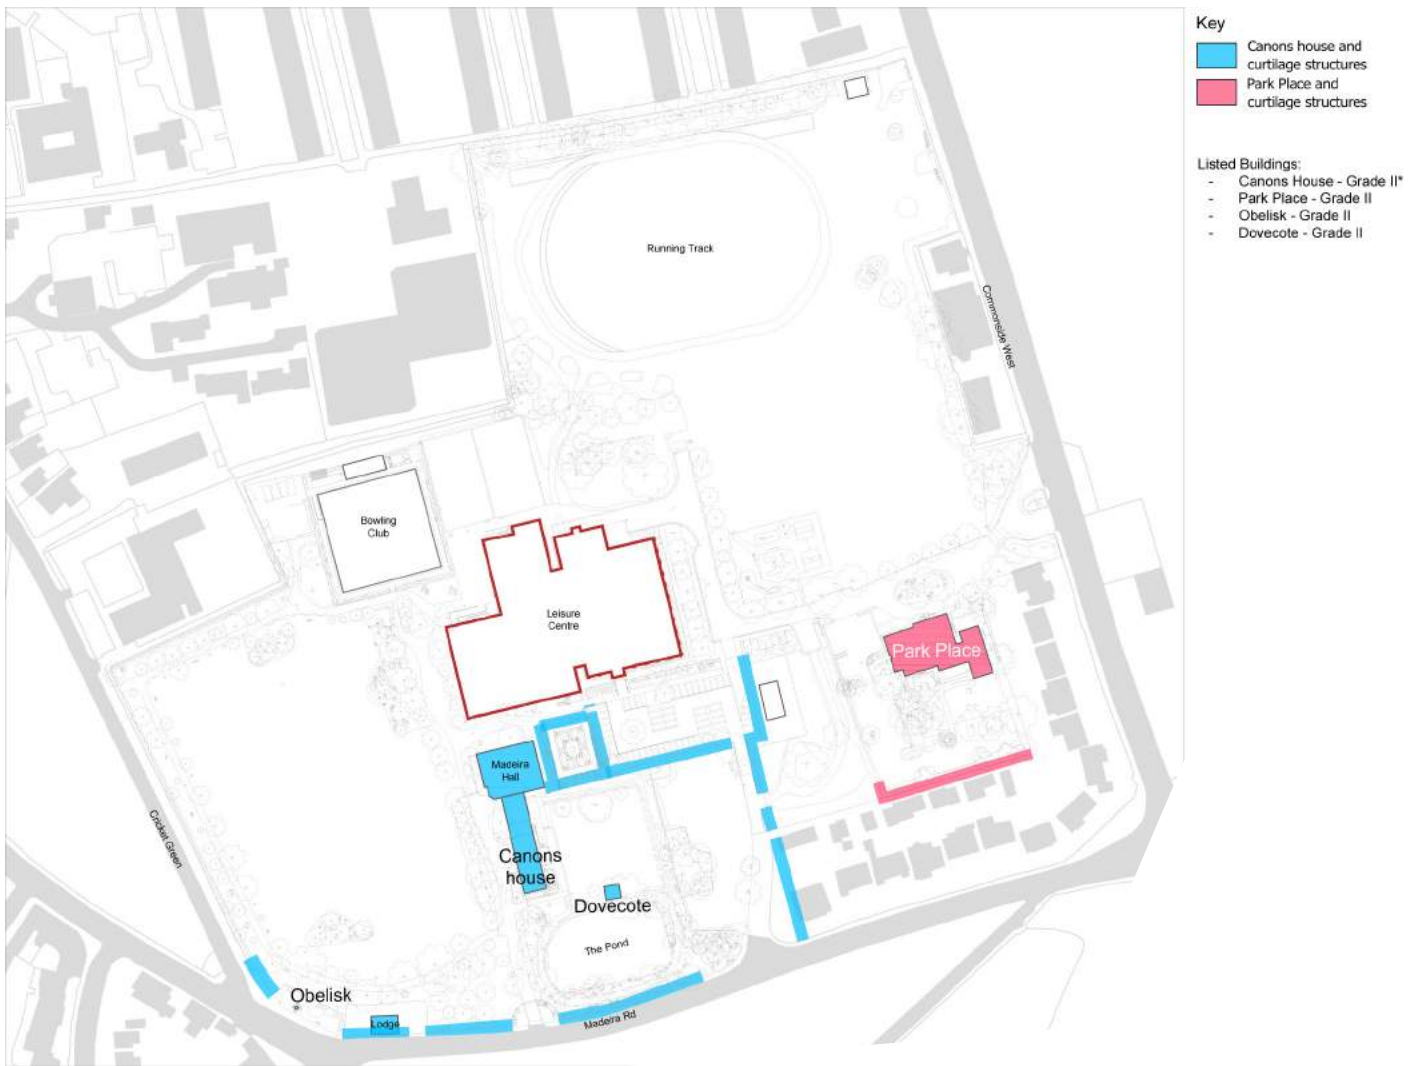 Key
Canons house and
curtilage structures
Park Place and
curtilage structures
Listed Buildings:
- Canons House - Grade II*
- Park Place - Grade II
- Obelisk - Grade II
- Dovecote - Grade II
Running Track
Commonside West
Bowling
Club
Leisure
Centre
Park Place
Madeira
Hall
Cricket Green
Canons
house
Dovecote
The Pond
Obelisk
Lodge
Madeira Rd